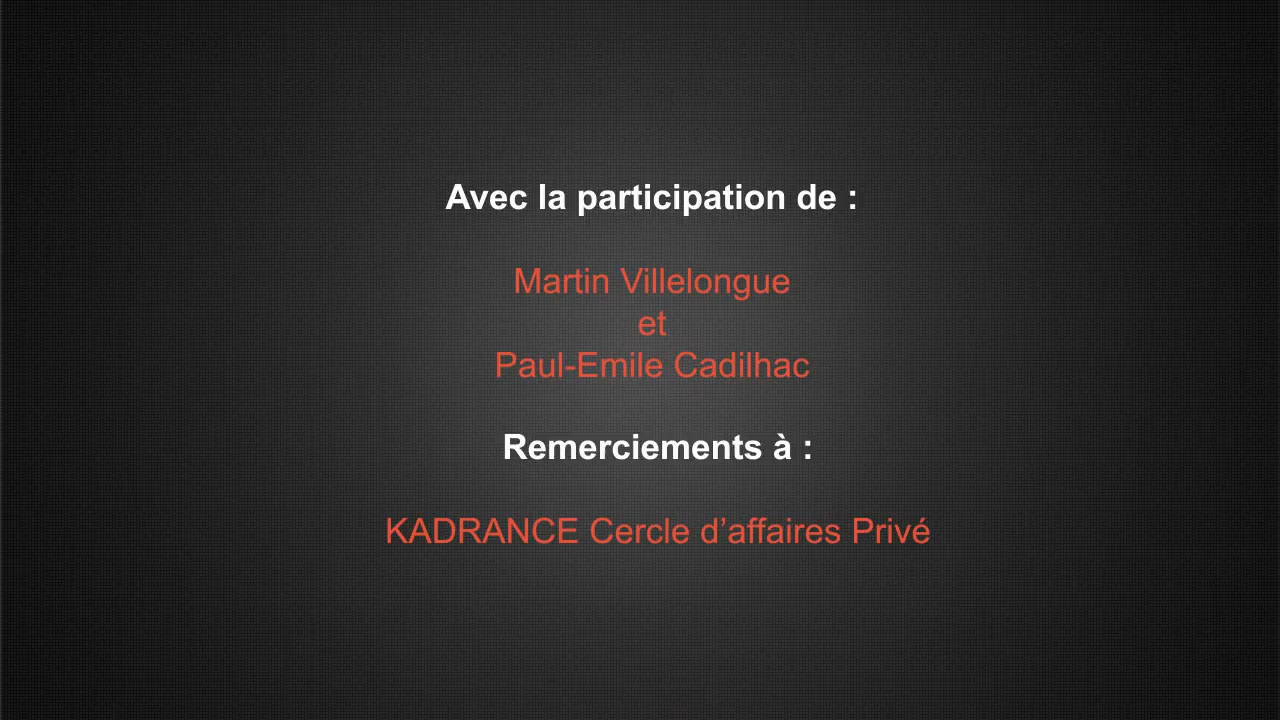 Avec la participation de :
Martin Villelongue
et
Paul-Emile Cadilhac
Remerciements à :
KADRANCE Cercle d’affaires Privé